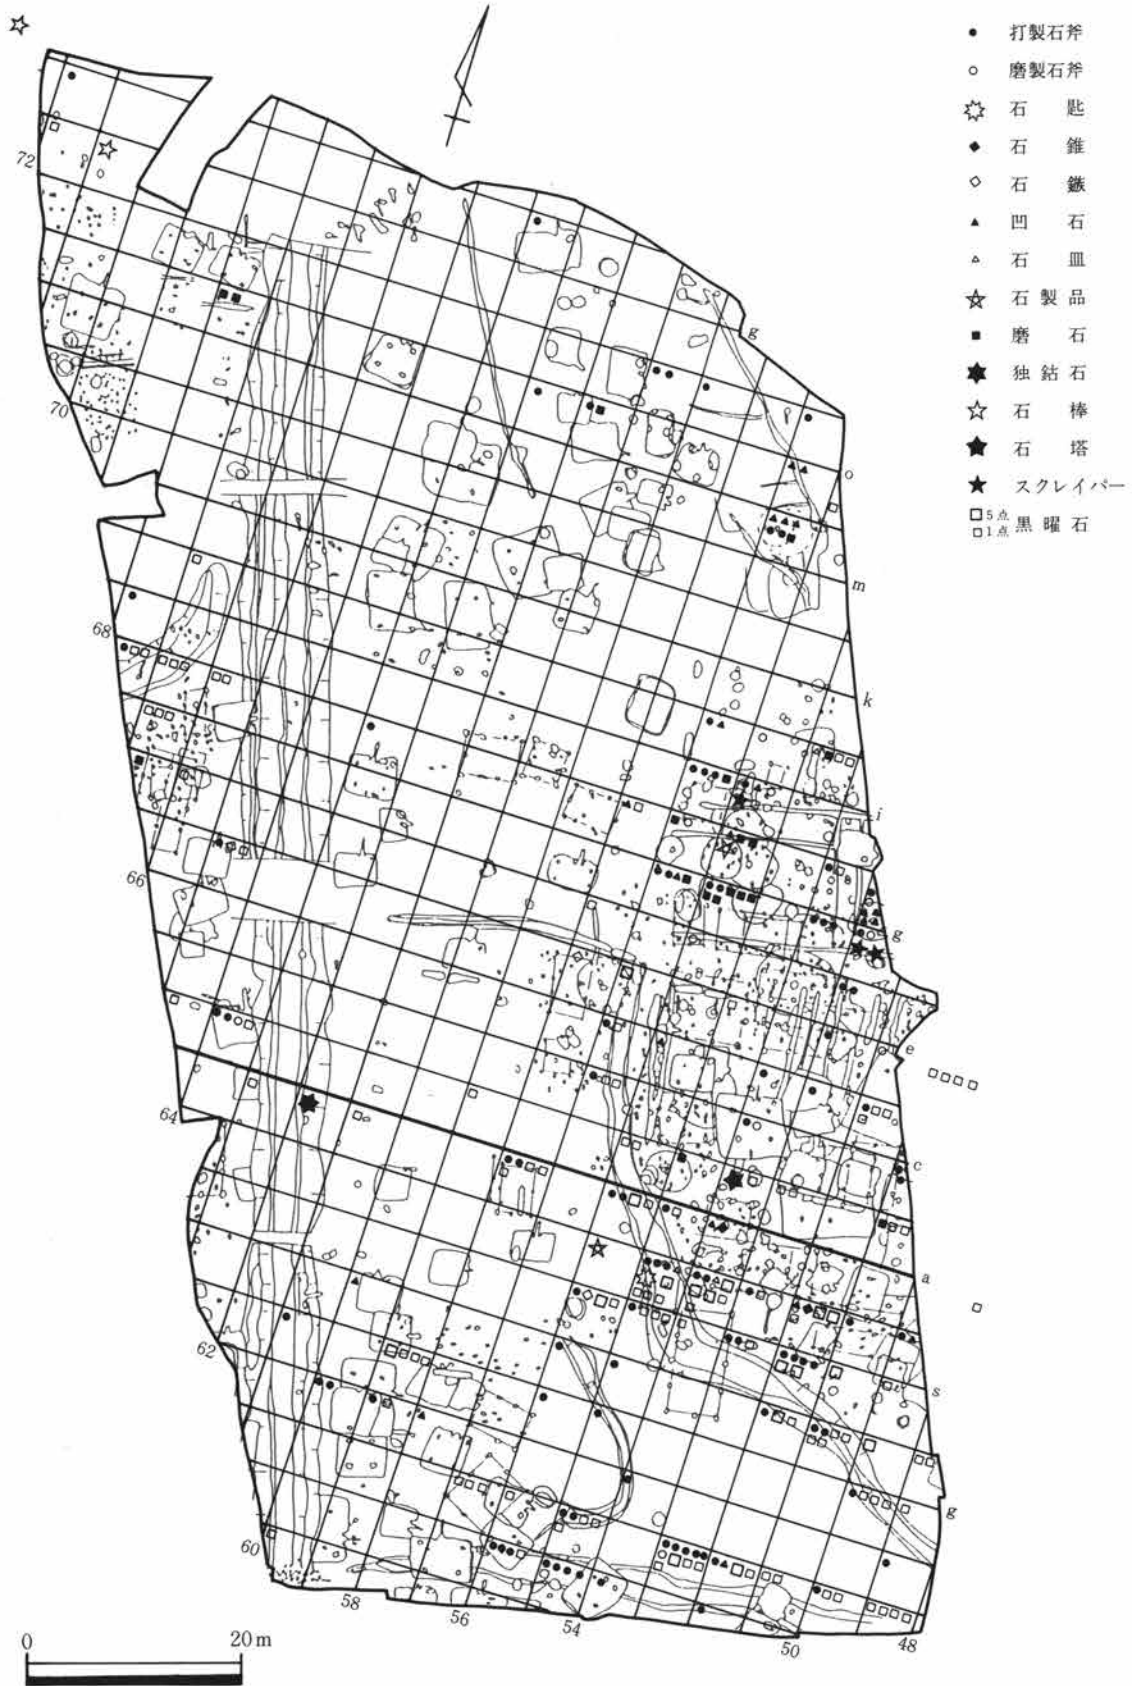 打製石斧
磨製石斧
石匙
石錐
石鏃
凹石
石皿
石製品
磨石
独鈷石
石棒
石塔
スクレイパー
5点
1点 黒曜石
72
70
68
66
64
62
60
58
56
54
50
48
g
o
m
k
i
g
e
c
a
s
g
0 20m